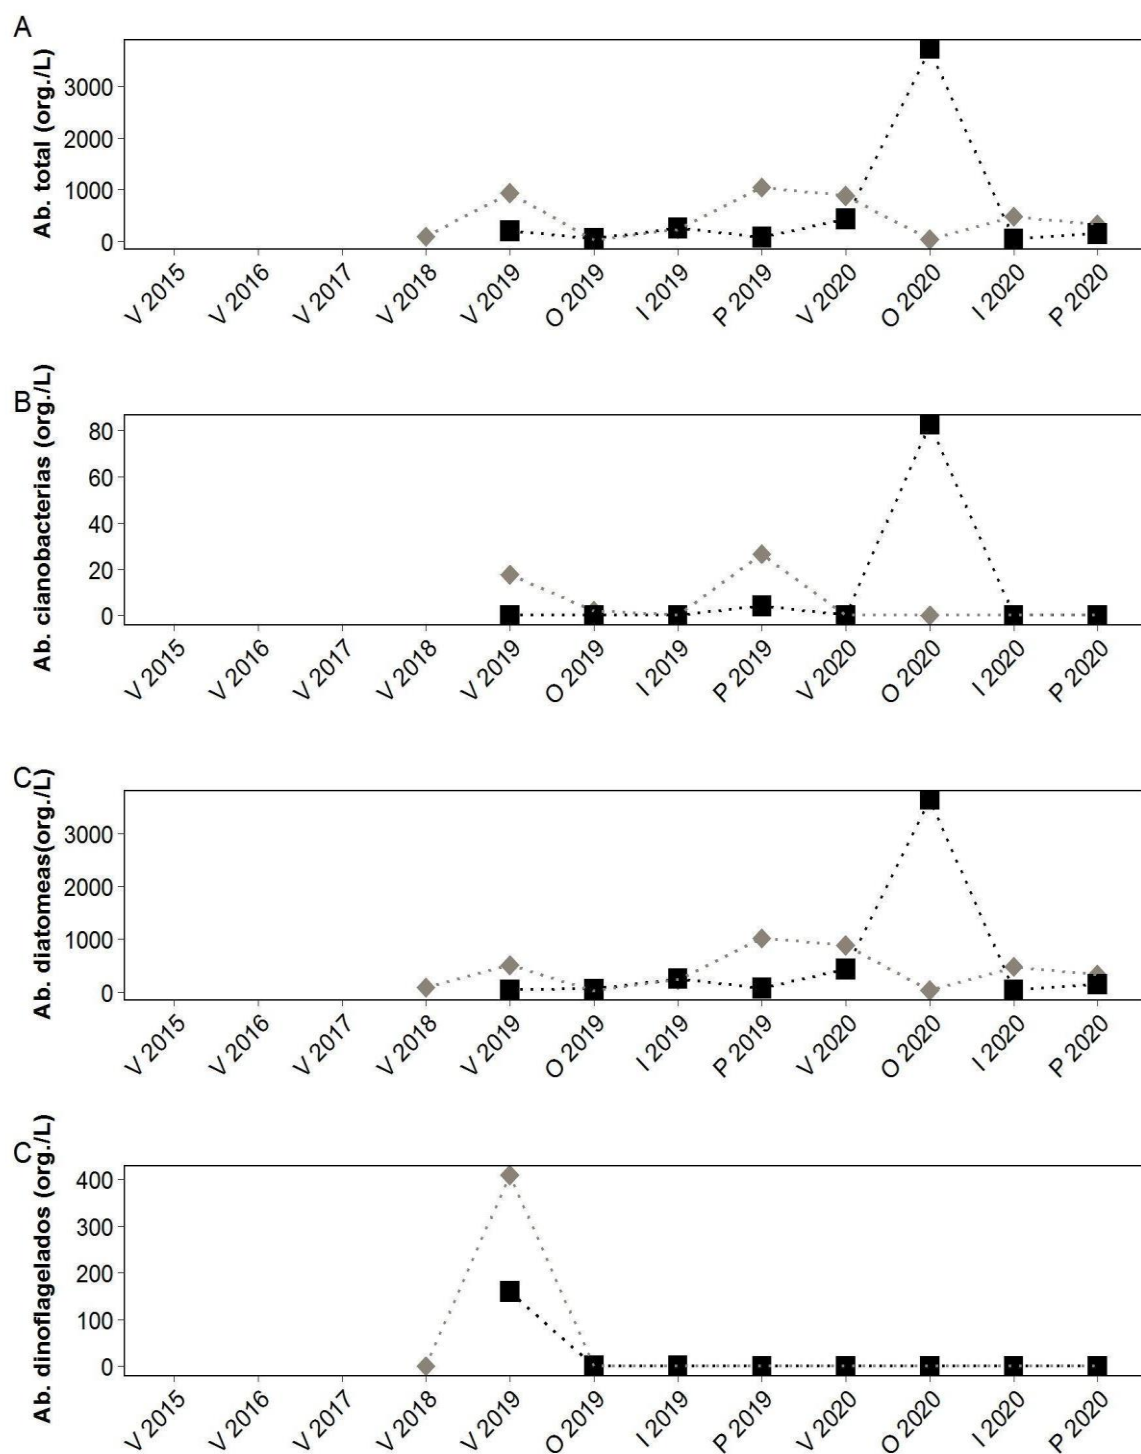 A
Ab. total (org./L)
3000
2000
1000
0
V 2015
V 2016
V 2017
V 2018
V 2019
O 2019
I 2019
P 2019
V 2020
O 2020
I 2020
P 2020
B
Ab. cianobacterias (org./L)
80
60
40
20
0
V 2015
V 2016
V 2017
V 2018
V 2019
O 2019
I 2019
P 2019
V 2020
O 2020
I 2020
P 2020
C
Ab. diatomeas(org./L)
3000
2000
1000
0
V 2015
V 2016
V 2017
V 2018
V 2019
O 2019
I 2019
P 2019
V 2020
O 2020
I 2020
P 2020
C
Ab. dinoflagelados (org./L)
400
300
200
100
0
V 2015
V 2016
V 2017
V 2018
V 2019
O 2019
I 2019
P 2019
V 2020
O 2020
I 2020
P 2020